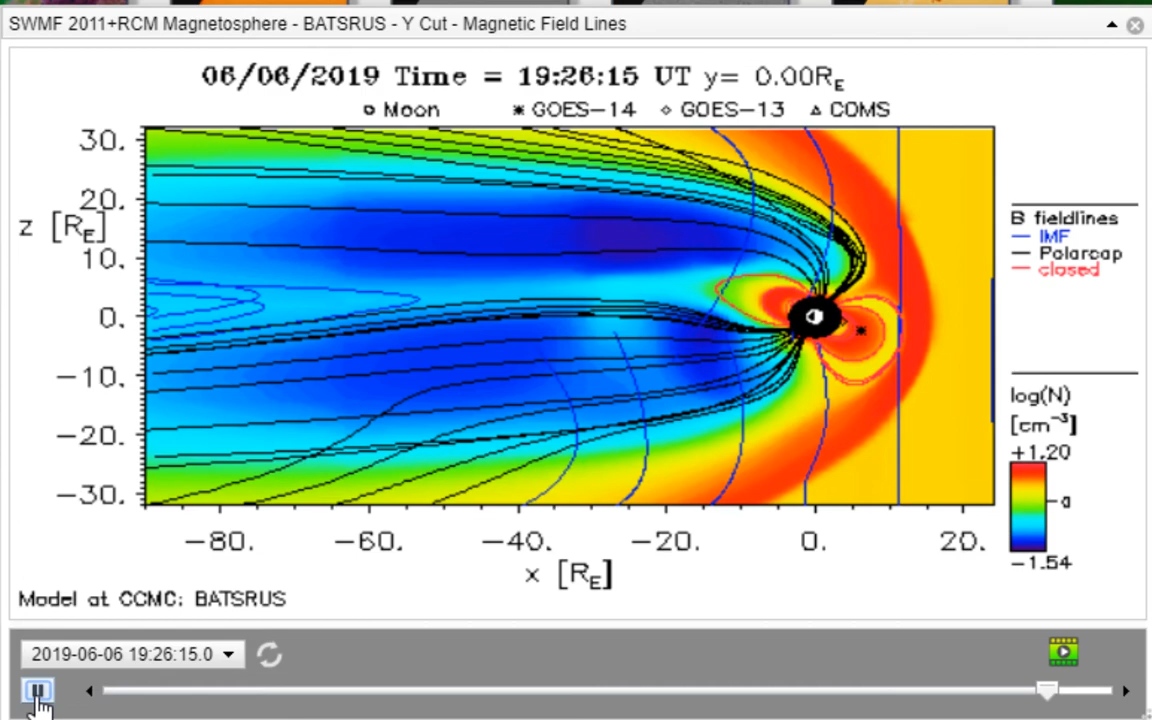 SWMF 2011+RCM Magnetosphere - BATSRUS - Y Cut - Magnetic Field Lines
06/06/2019 Time = 19:26:15 UT y= 0.00RE
Moon GOES-14 GOES-13 COMS
30.
20.
z [RE]
10.
0.
-10.
-20.
-30.
B fieldlines
IMF
Polarcap
closed
log(N)
[cm-3]
+1.20
0
-1.54
-80. -60. -40. -20. 0. 20.
x [RE]
Model at CCMC: BATSRUS
2019-06-06 19:26:15.0